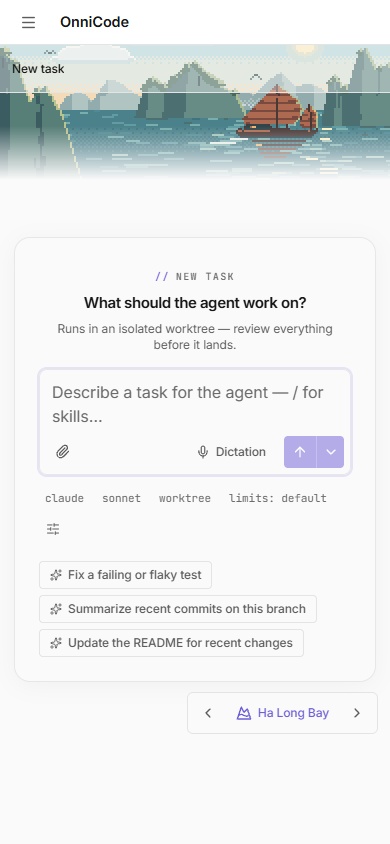 OnniCode
New task
// NEW TASK
What should the agent work on?
Runs in an isolated worktree — review everything
before it lands.
Describe a task for the agent — / for
skills...
Dictation
claude sonnet worktree limits: default
Fix a failing or flaky test
Summarize recent commits on this branch
Update the README for recent changes
Ha Long Bay